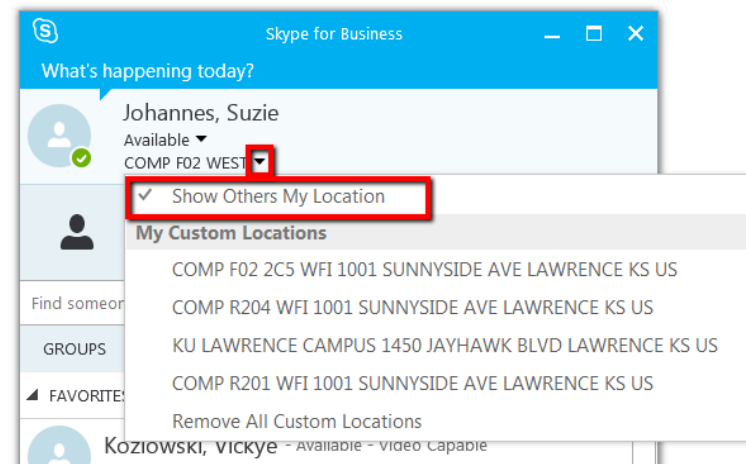 Skype for Business
What's happening today?
Johannes, Suzie
Available
COMP F02 WEST
Show Others My Location
My Custom Locations
COMP F02 2C5 WFI 1001 SUNNYSIDE AVE LAWRENCE KS US
COMP R204 WFI 1001 SUNNYSIDE AVE LAWRENCE KS US
Find someon
KU LAWRENCE CAMPUS 1450 JAYHAWK BLVD LAWRENCE KS US
GROUPS
COMP R201 WFI 1001 SUNNYSIDE AVE LAWRENCE KS US
FAVORITES
Remove All Custom Locations
Kozlowski, Vickye - Available - Video Capable